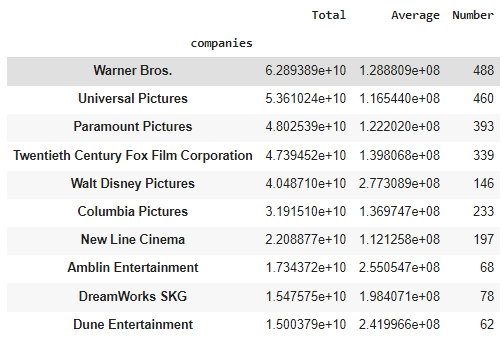 Total Average Number
companies
Warner Bros. 6.289389e+10 1.288809e+08 488
Universal Pictures 5.361024e+10 1.165440e+08 460
Paramount Pictures 4.802539e+10 1.222020e+08 393
Twentieth Century Fox Film Corporation 4.739452e+10 1.398068e+08 339
Walt Disney Pictures 4.048710e+10 2.773089e+08 146
Columbia Pictures 3.191510e+10 1.369747e+08 233
New Line Cinema 2.208877e+10 1.121258e+08 197
Amblin Entertainment 1.734372e+10 2.550547e+08 68
DreamWorks SKG 1.547575e+10 1.984071e+08 78
Dune Entertainment 1.500379e+10 2.419966e+08 62